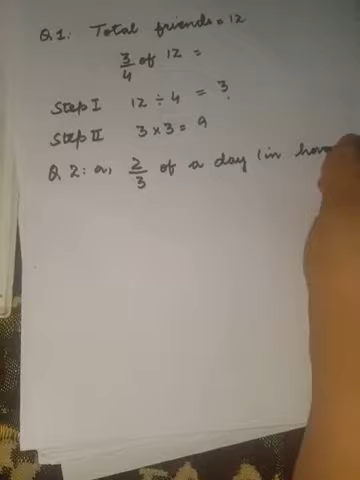 Q 1: Total friends = 12
3/4 of 12 =
Step I 12 ÷ 4 = 3
Step II 3 × 3 = 9
Q 2: a, 2/3 of a day (in